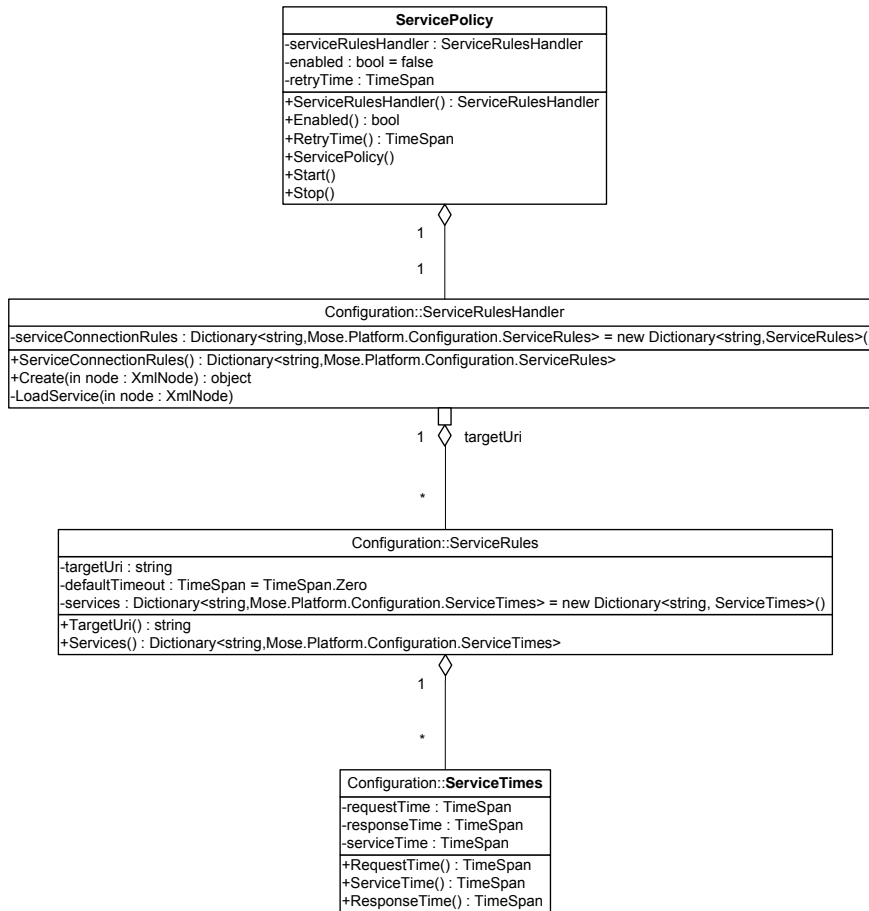 ServicePolicy
-serviceRulesHandler : ServiceRulesHandler
-enabled : bool = false
-retryTime : TimeSpan
+ServiceRulesHandler() : ServiceRulesHandler
+Enabled() : bool
+RetryTime() : TimeSpan
+ServicePolicy()
+Start()
+Stop()
1
1
Configuration::ServiceRulesHandler
-serviceConnectionRules : Dictionary<string,Mose.Platform.Configuration.ServiceRules> = new Dictionary<string,ServiceRules>(
+ServiceConnectionRules() : Dictionary<string,Mose.Platform.Configuration.ServiceRules>
+Create(in node : XmlNode) : object
-LoadService(in node : XmlNode)
1 targetUri
*
Configuration::ServiceRules
-targetUri : string
-defaultTimeout : TimeSpan = TimeSpan.Zero
-services : Dictionary<string,Mose.Platform.Configuration.ServiceTimes> = new Dictionary<string, ServiceTimes>()
+TargetUri() : string
+Services() : Dictionary<string,Mose.Platform.Configuration.ServiceTimes>
1
*
Configuration::ServiceTimes
-requestTime : TimeSpan
-responseTime : TimeSpan
-serviceTime : TimeSpan
+RequestTime() : TimeSpan
+ServiceTime() : TimeSpan
+ResponseTime() : TimeSpan